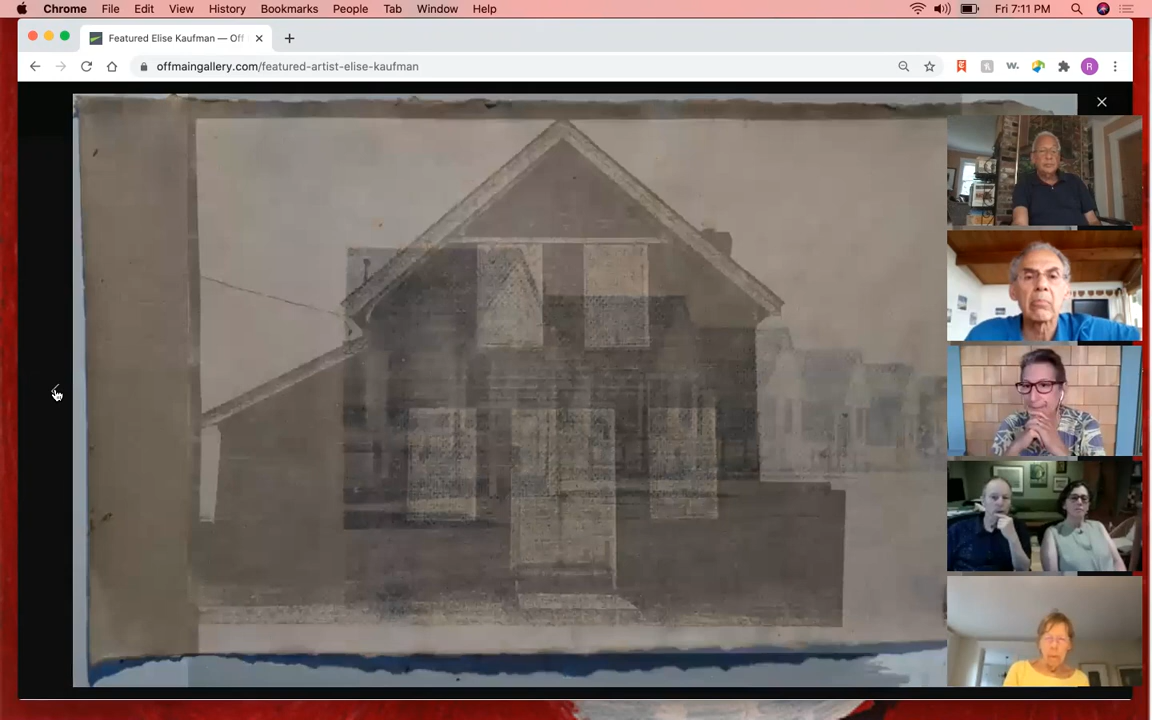 Chrome File Edit View History Bookmarks People Tab Window Help Fri 7:11 PM
Featured Elise Kaufman — Off
offmaingallery.com/featured-artist-elise-kaufman
W.
R